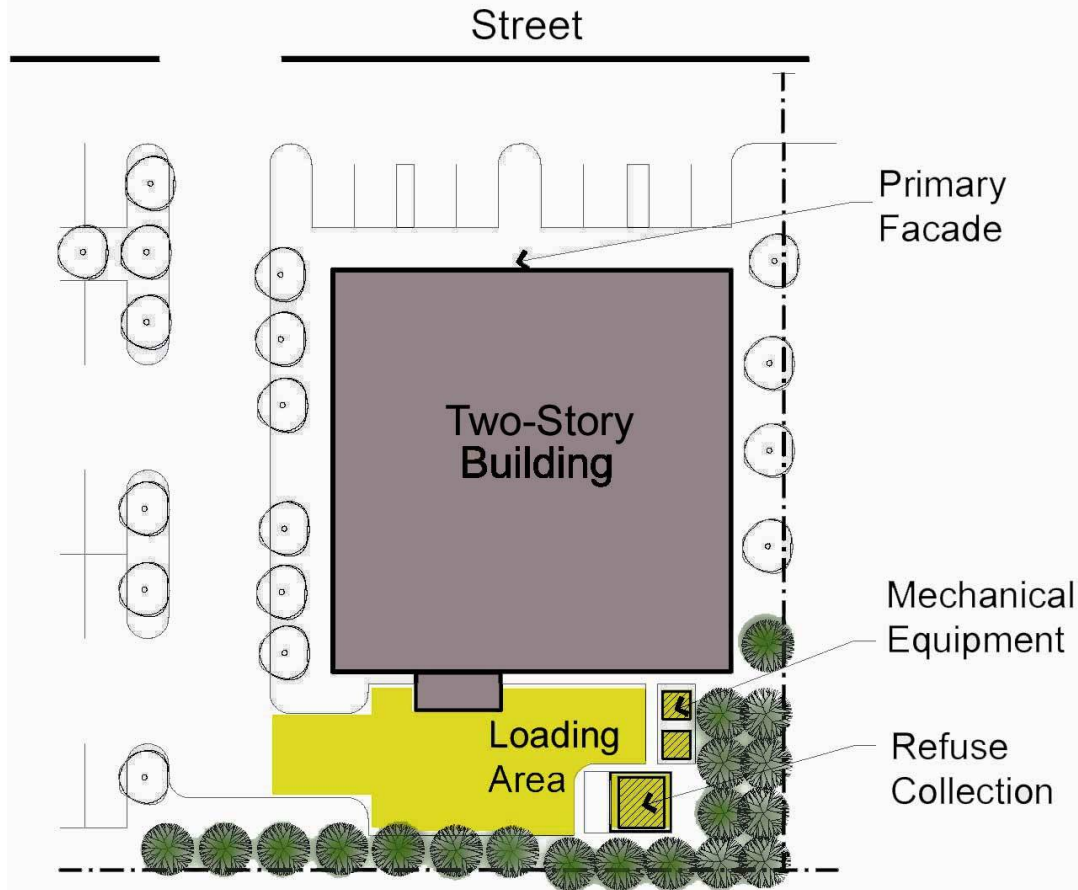 Street
Primary
Facade
Two-Story
Building
Mechanical
Equipment
Loading
Area
Refuse
Collection